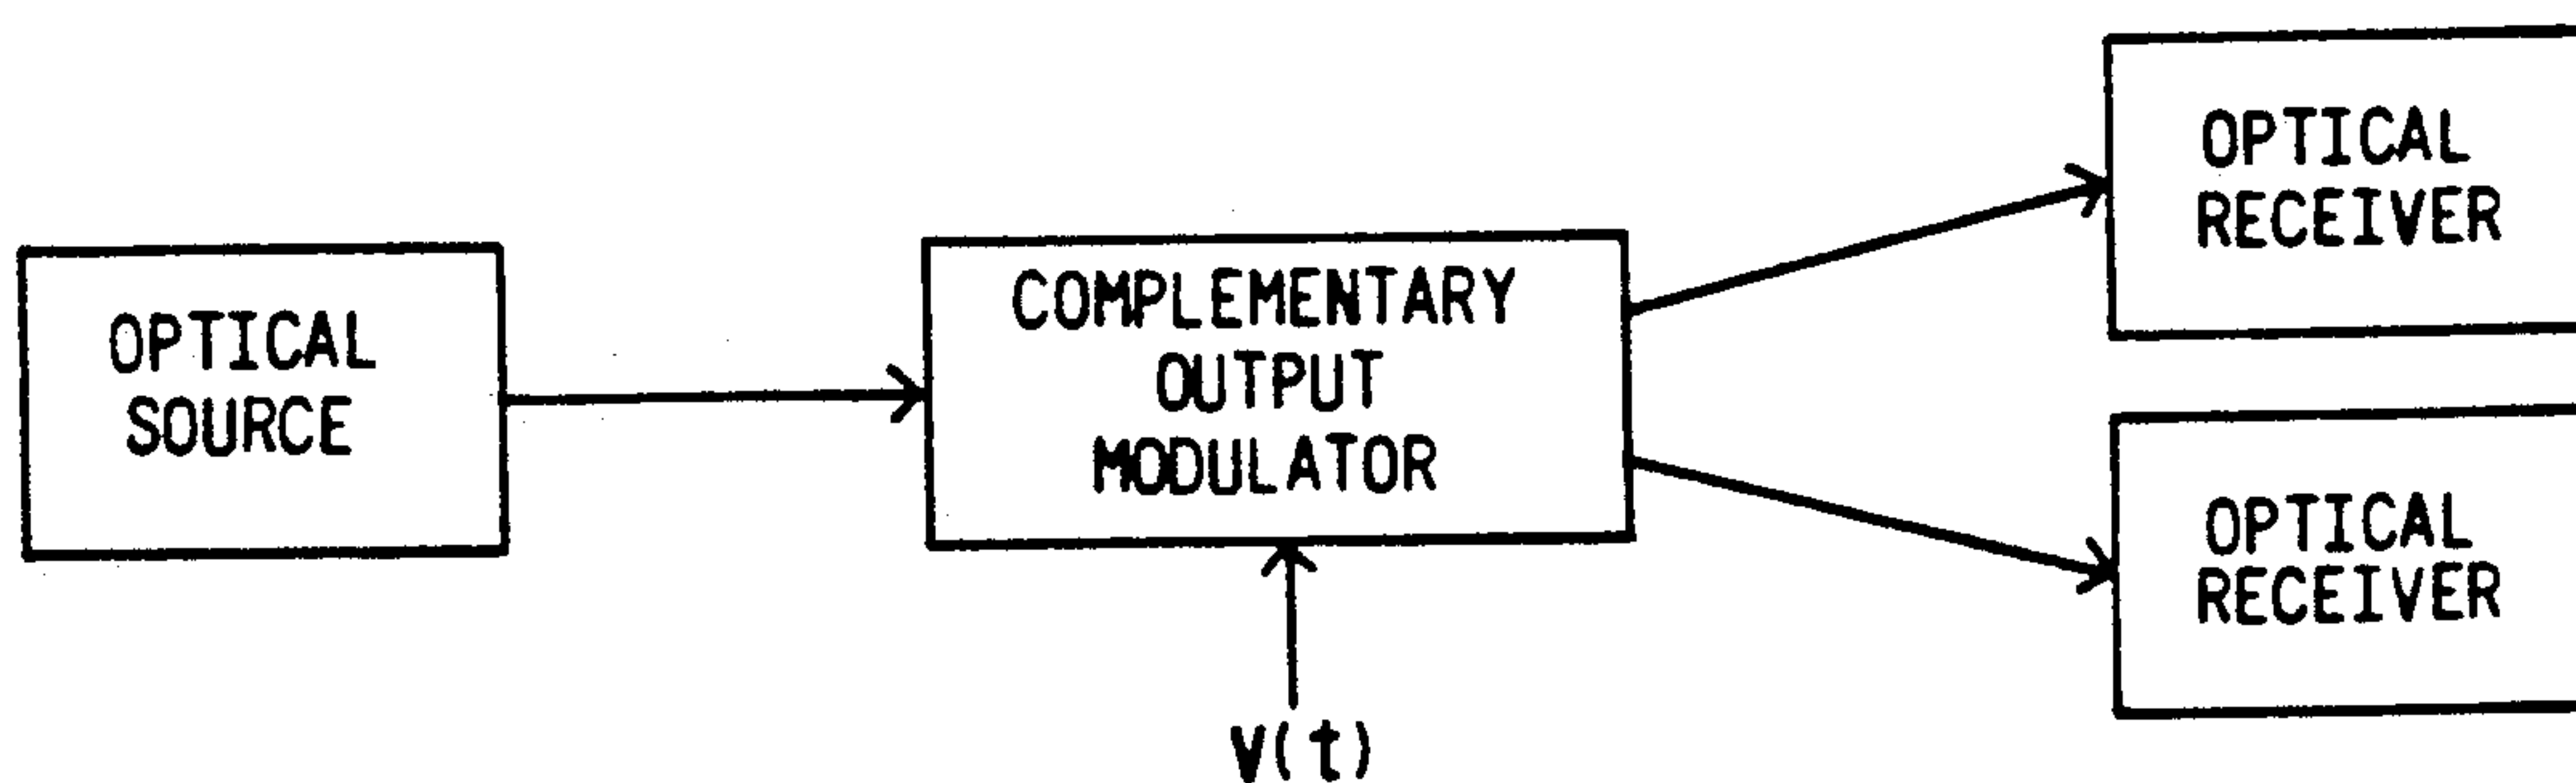 OPTICAL
SOURCE
COMPLEMENTARY
OUTPUT
MODULATOR
V(t)
OPTICAL
RECEIVER
OPTICAL
RECEIVER